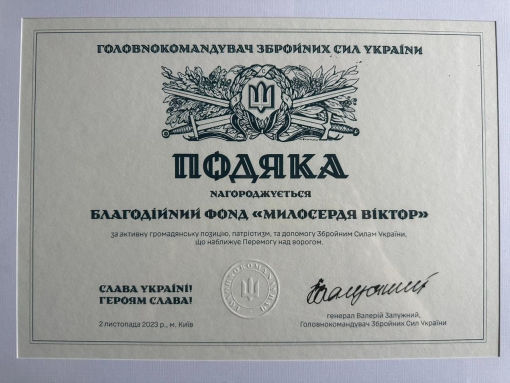 ГОЛОВНОКОМАНДУВАЧ ЗБРОЙНИХ СИЛ УКРАЇНИ
ПОДЯКА
НАГОРОДЖУЄТЬСЯ
БЛАГОДІЙНИЙ ФОНД «МИЛОСЕРДЯ ВІКТОР»
за активну громадянську позицію, патріотизм, та допомогу Збройним Силам України,
що наближує Перемогу над ворогом.
СЛАВА УКРАЇНІ!
ГЕРОЯМ СЛАВА!
2 листопада 2023 р., м. Київ
генерал Валерій Залужний,
Головнокомандувач Збройних Сил України